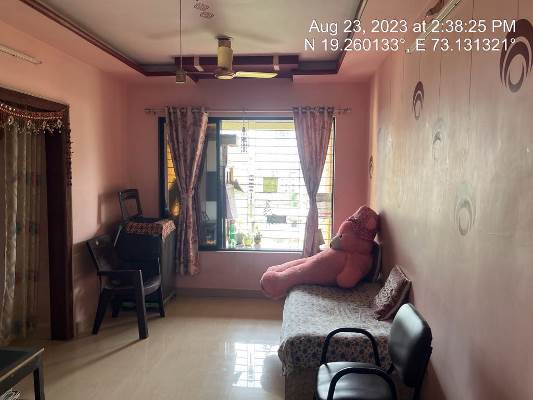 Aug 23, 2023 at 2:38:25 PM
N 19.260133°, E 73.131321°